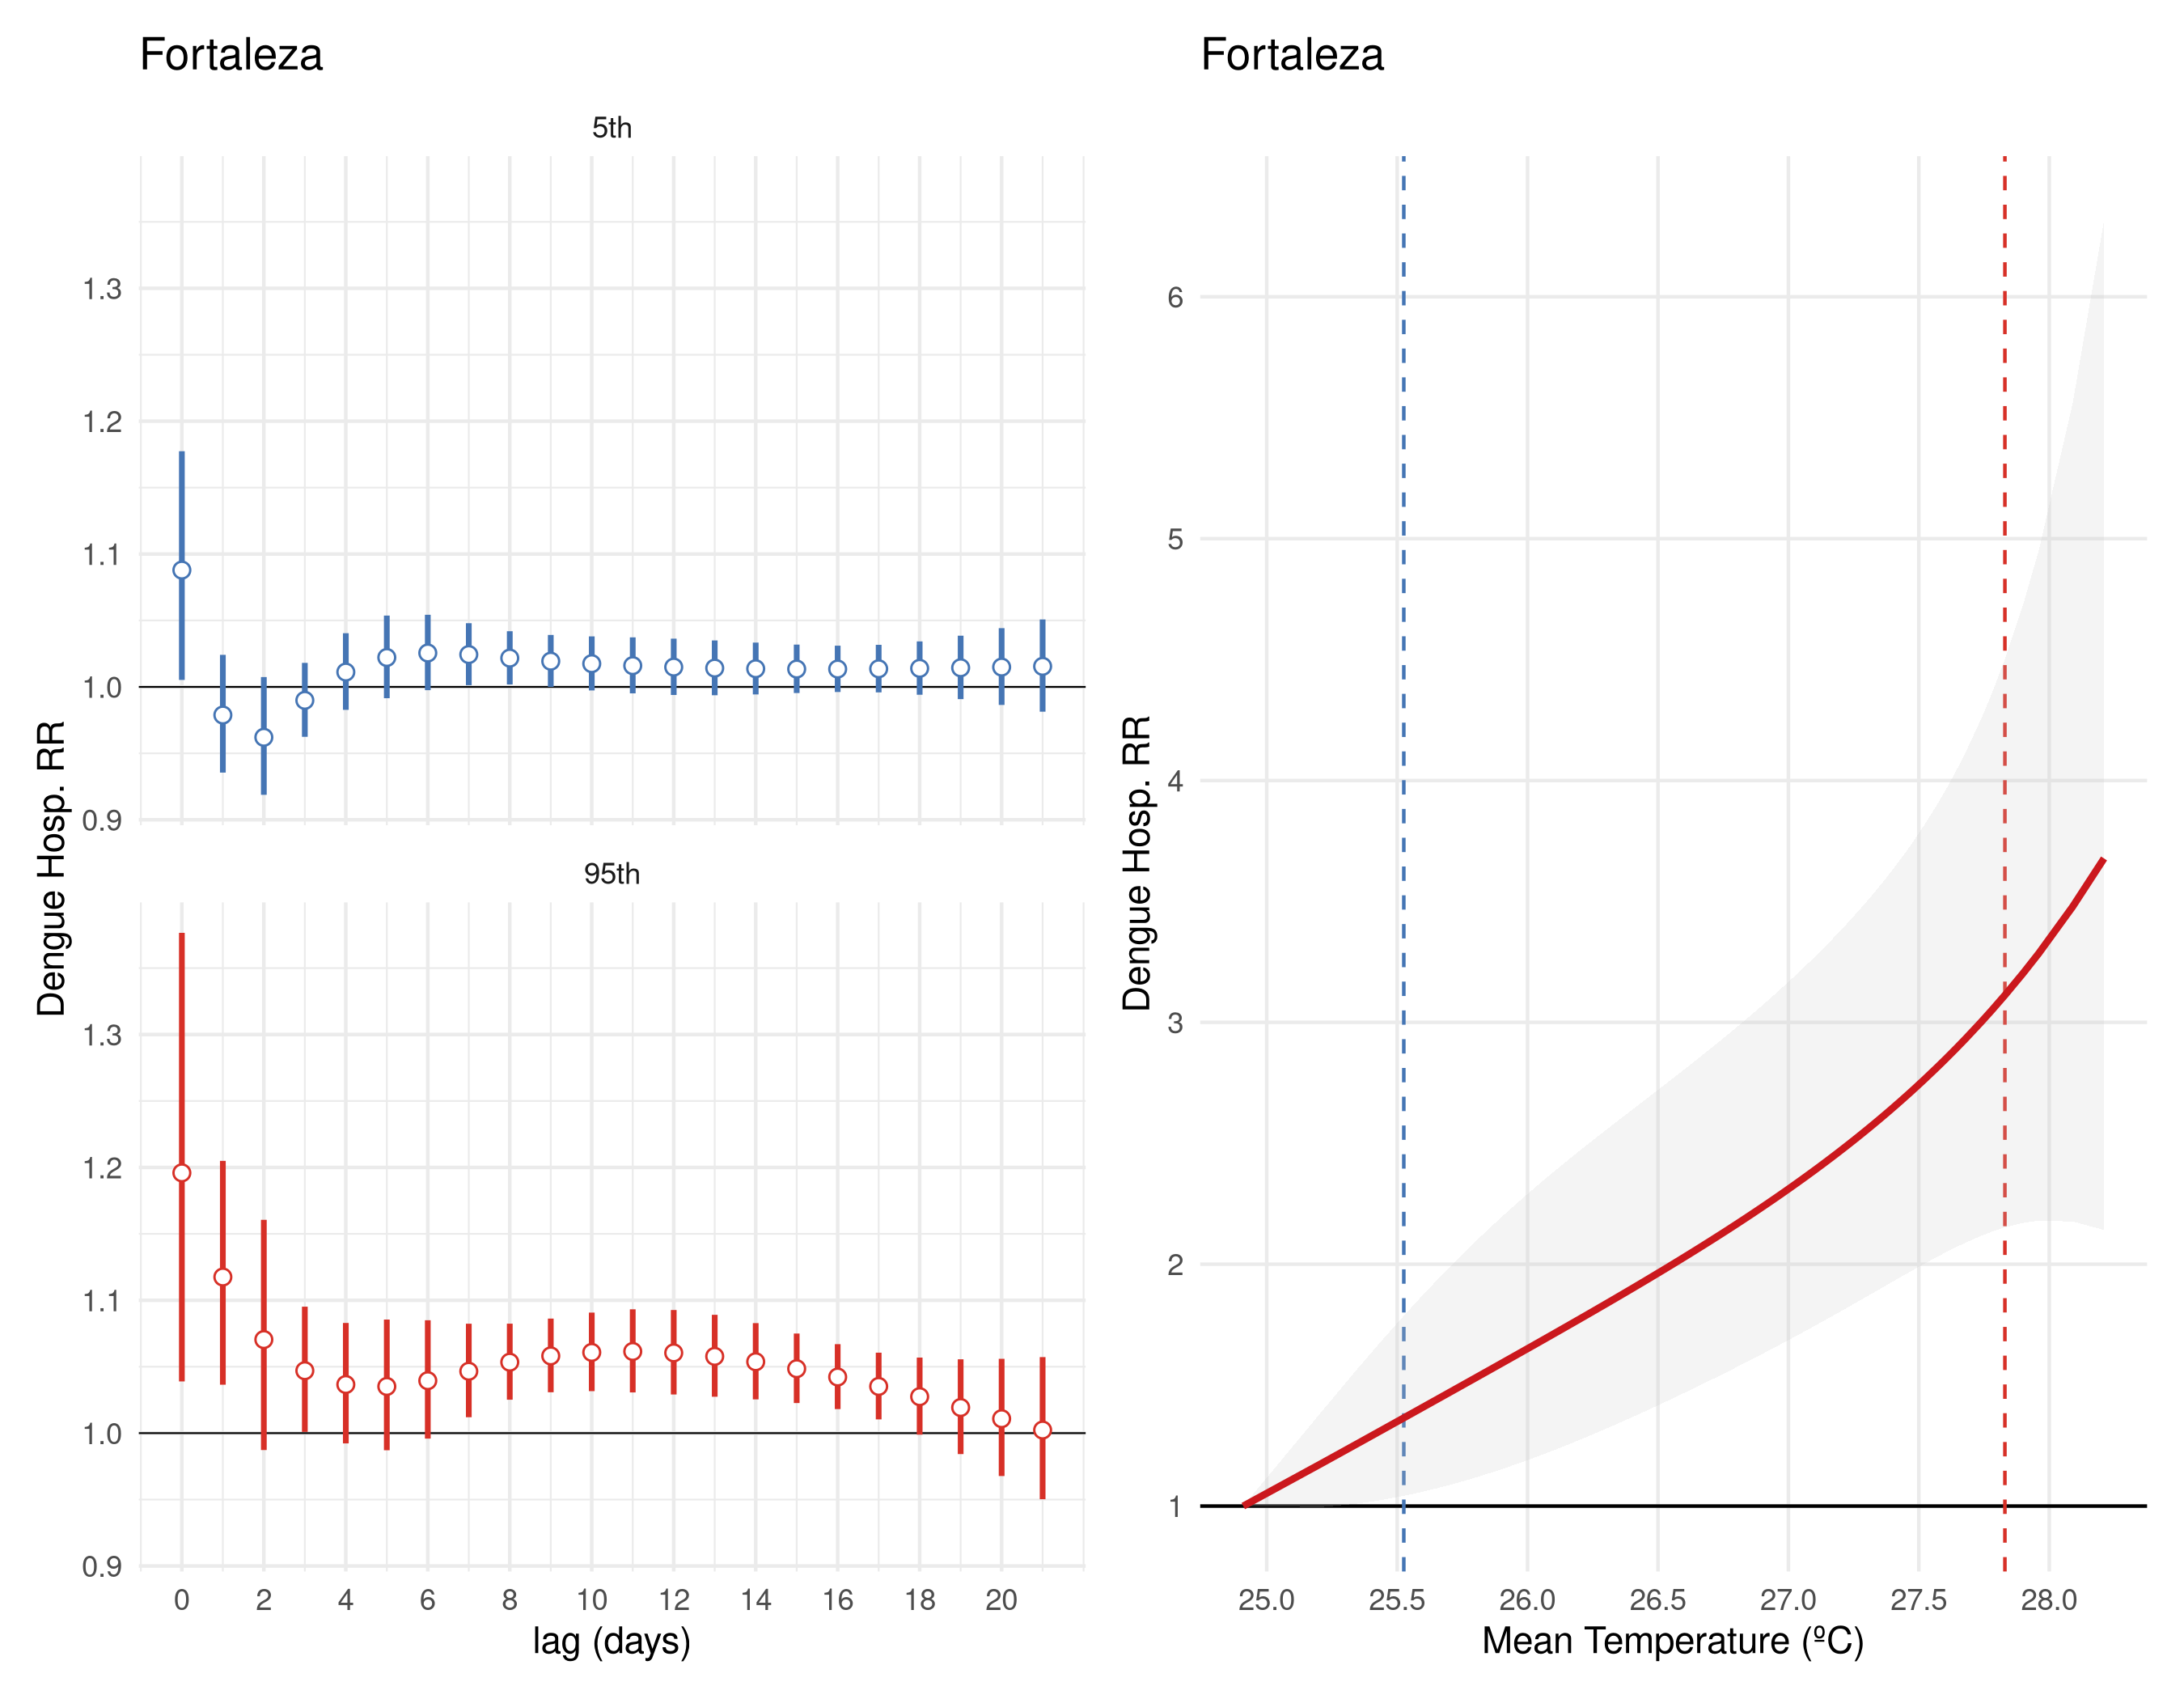 Fortaleza
5th
1.3
1.2
1.1
1.0
0.9
95th
1.3
1.2
1.1
1.0
0.9
Dengue Hosp. RR
0 2 4 6 8 10 12 14 16 18 20
lag (days)
Fortaleza
6
5
4
3
2
1
Dengue Hosp. RR
25.0 25.5 26.0 26.5 27.0 27.5 28.0
Mean Temperature (ºC)